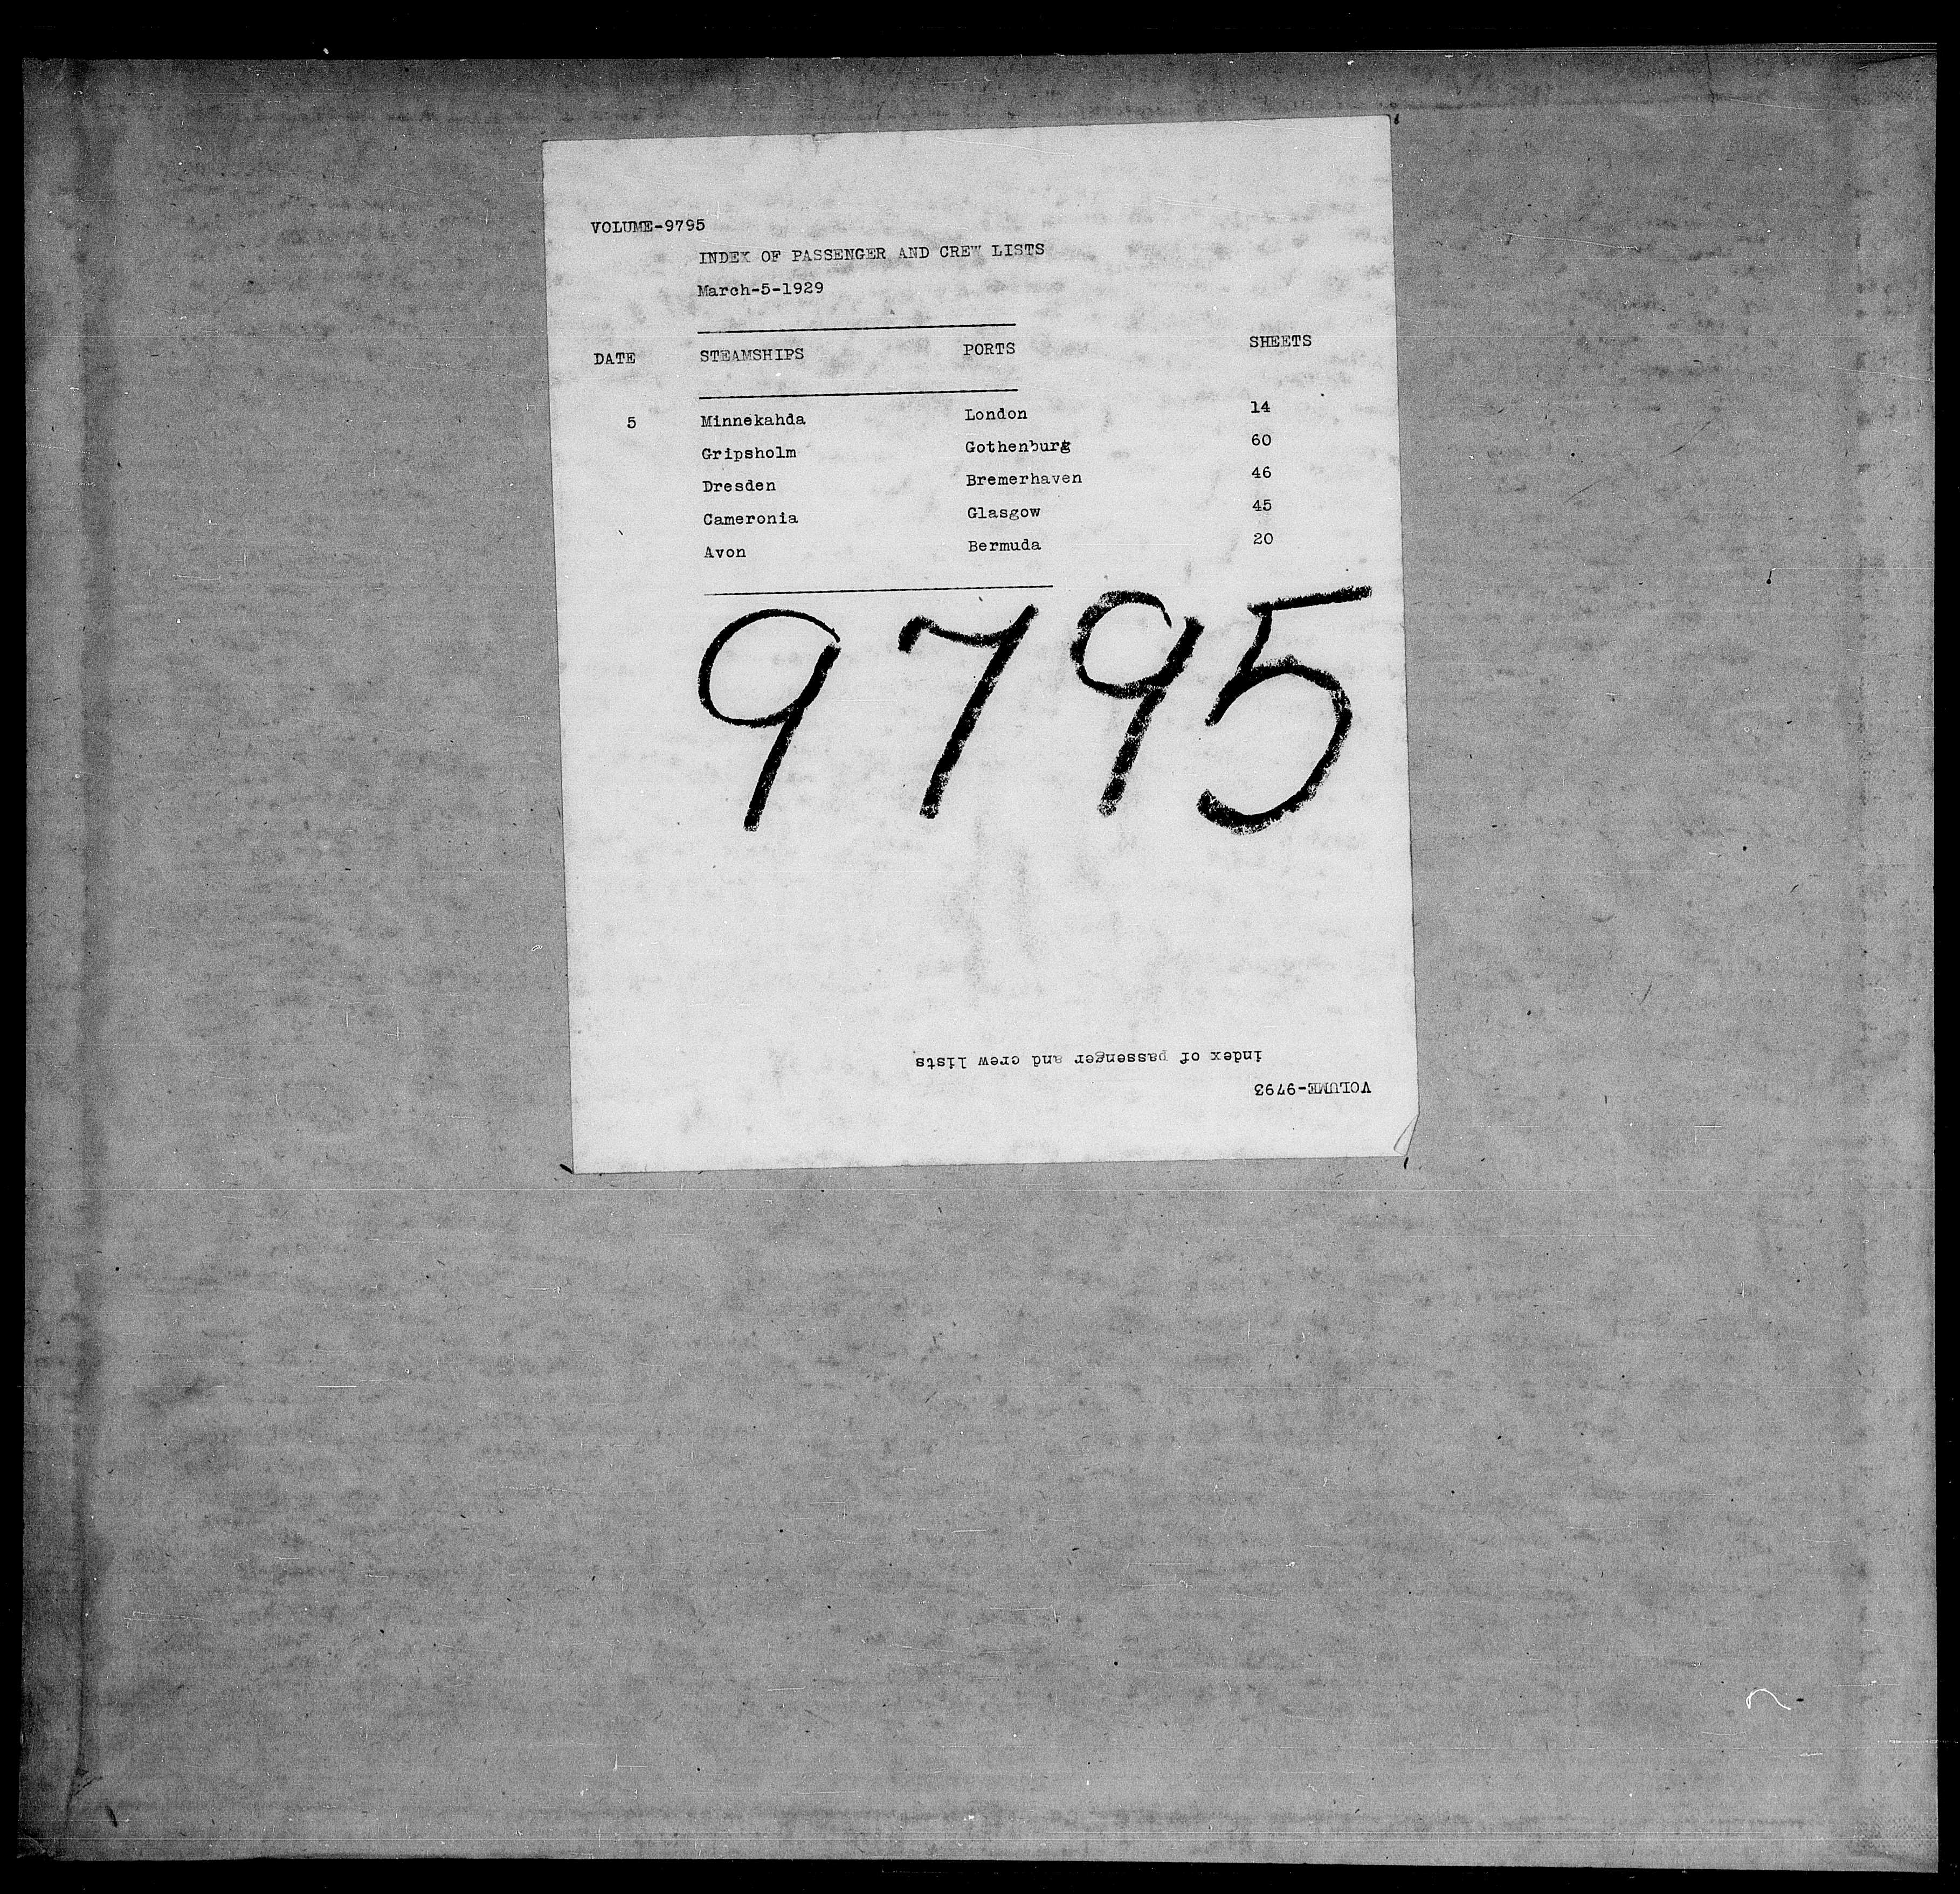 VOLUME-9795
INDEX OF PASSENGER AND CREW LISTS
March-5-1929
DATE STEAMSHIPS PORTS SHEETS
5 Minnekahda London 14
Gripsholm Gothenburg 60
Dresden Bremerhaven 46
Cameronia Glasgow 45
Avon Bermuda 20
9795
index of passenger and crew lists
VOLUME-9793